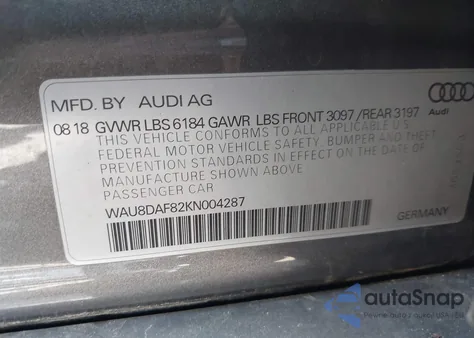 MFD. BY AUDI AG
08 18 GVWR LBS 6184 GAWR LBS FRONT 3097 /REAR 3197
THIS VEHICLE CONFORMS TO ALL APPLICABLE U.S.
FEDERAL MOTOR VEHICLE SAFETY, BUMPER, AND THEFT
PREVENTION STANDARDS IN EFFECT ON THE DATE OF
MANUFACTURE SHOWN ABOVE.
PASSENGER CAR
WAU8DAF82KN004287
GERMANY
autoSnap